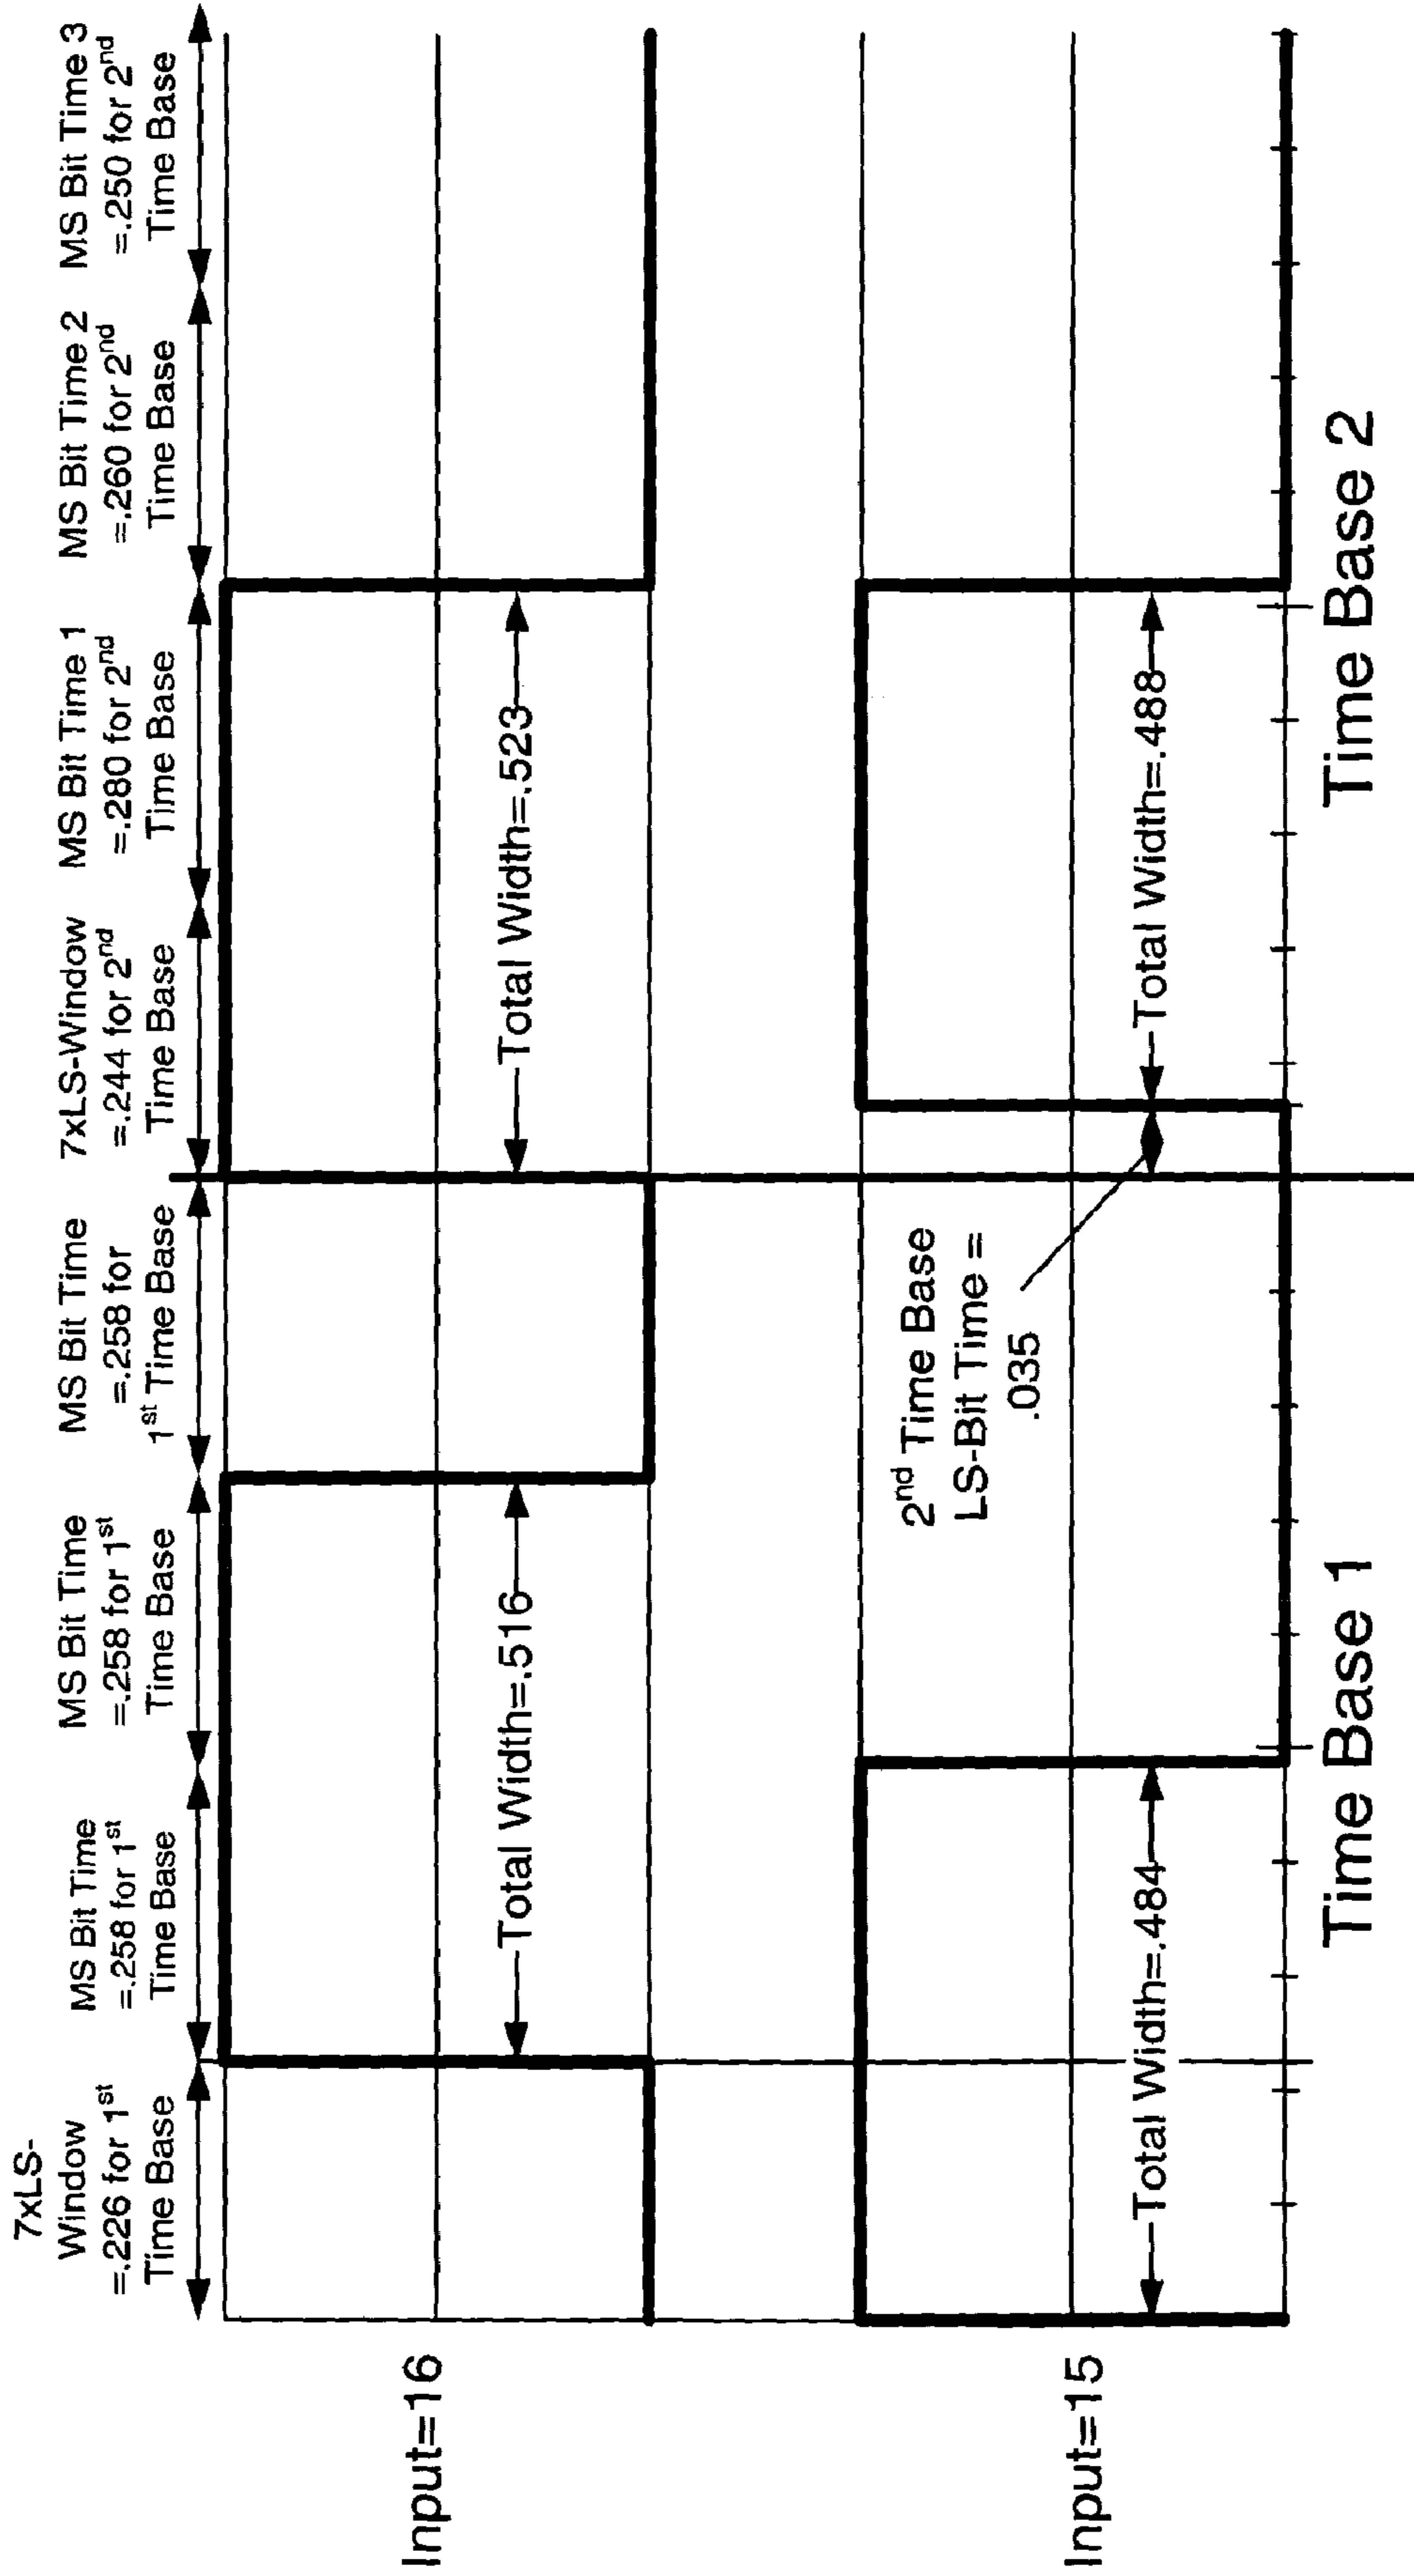 7xLS-
Window
=.226 for 1st
Time Base
MS Bit Time
=.258 for 1st
Time Base
MS Bit Time
=.258 for 1st
Time Base
MS Bit Time
=.258 for
1st Time Base
7xLS-Window
=.244 for 2nd
Time Base
MS Bit Time 1
=.280 for 2nd
Time Base
MS Bit Time 2
=.260 for 2nd
Time Base
MS Bit Time 3
=.250 for 2nd
Time Base
Input=16
Total Width=.516
Total Width=.523
2nd Time Base
LS-Bit Time =
.035
Input=15
Total Width=.484
Total Width=.488
Time Base 1
Time Base 2